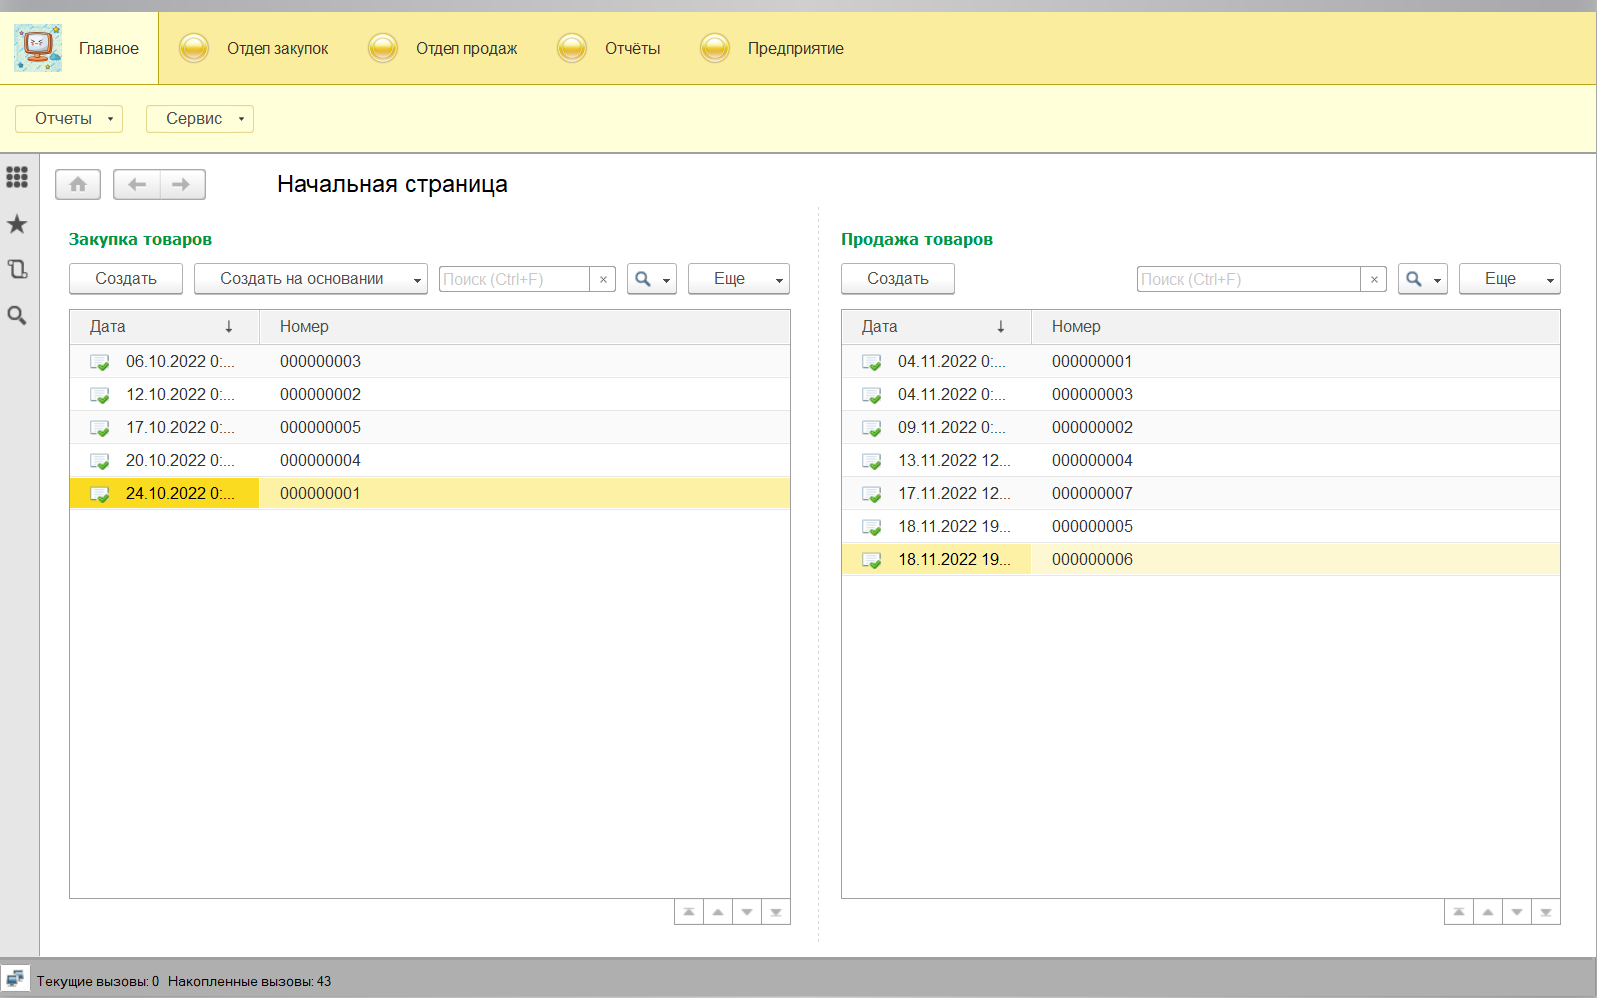 Главное Отдел закупок Отдел продаж Отчёты Предприятие
Отчеты Сервис
Начальная страница
Закупка товаров
Создать Создать на основании Поиск (Ctrl+F) × Еще
Дата ↓ Номер
06.10.2022 0:... 000000003
12.10.2022 0:... 000000002
17.10.2022 0:... 000000005
20.10.2022 0:... 000000004
24.10.2022 0:... 000000001
Продажа товаров
Создать Поиск (Ctrl+F) × Еще
Дата ↓ Номер
04.11.2022 0:... 000000001
04.11.2022 0:... 000000003
09.11.2022 0:... 000000002
13.11.2022 12... 000000004
17.11.2022 12... 000000007
18.11.2022 19... 000000005
18.11.2022 19... 000000006
Текущие вызовы: 0 Накопленные вызовы: 43